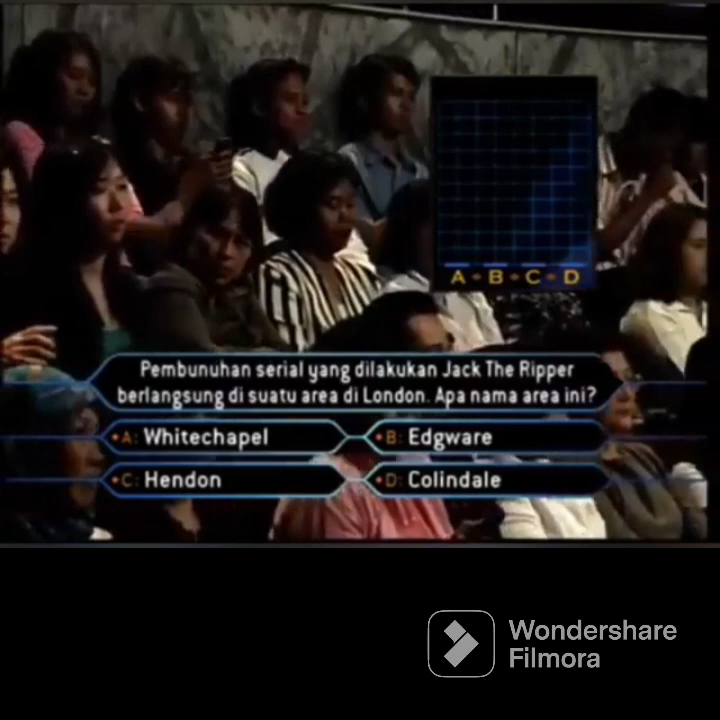 A • B • C • D
Pembunuhan serial yang dilakukan Jack The Ripper
berlangsung di suatu area di London. Apa nama area ini?
• A: Whitechapel
• B: Edgware
• C: Hendon
• D: Colindale
Wondershare
Filmora